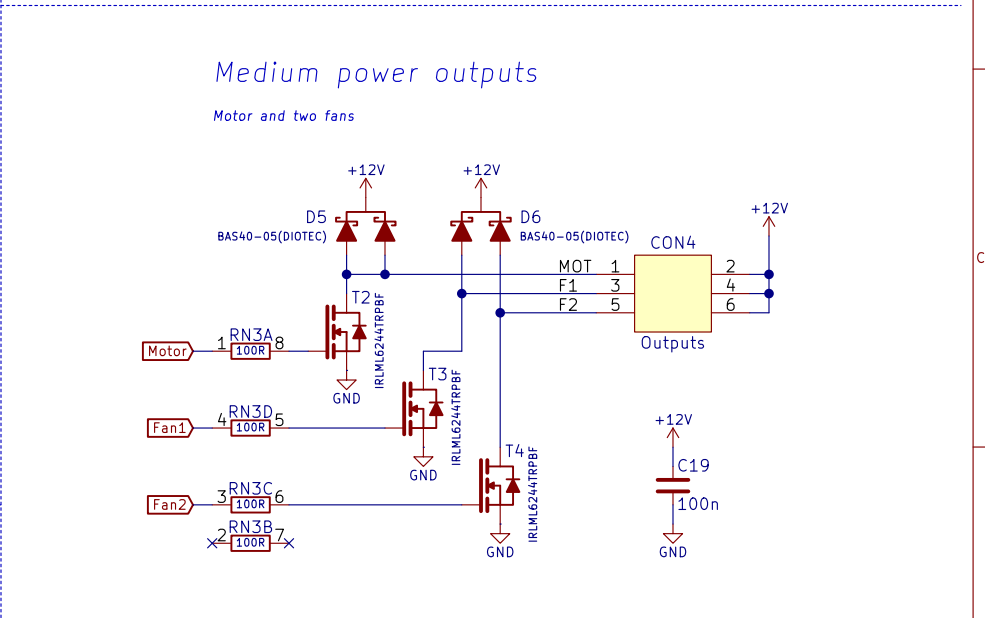 Medium power outputs
Motor and two fans
+12V
+12V
D5
BAS40-05(DIOTEC)
D6
BAS40-05(DIOTEC)
+12V
CON4
MOT 1 2
F1 3 4
F2 5 6
Outputs
T2
IRLML6244TRPBF
Motor 1 RN3A 8
100R
GND
T3
IRLML6244TRPBF
Fan1 4 RN3D 5
100R
GND
T4
IRLML6244TRPBF
Fan2 3 RN3C 6
100R
2 RN3B 7
100R
GND
+12V
C19
100n
GND
C